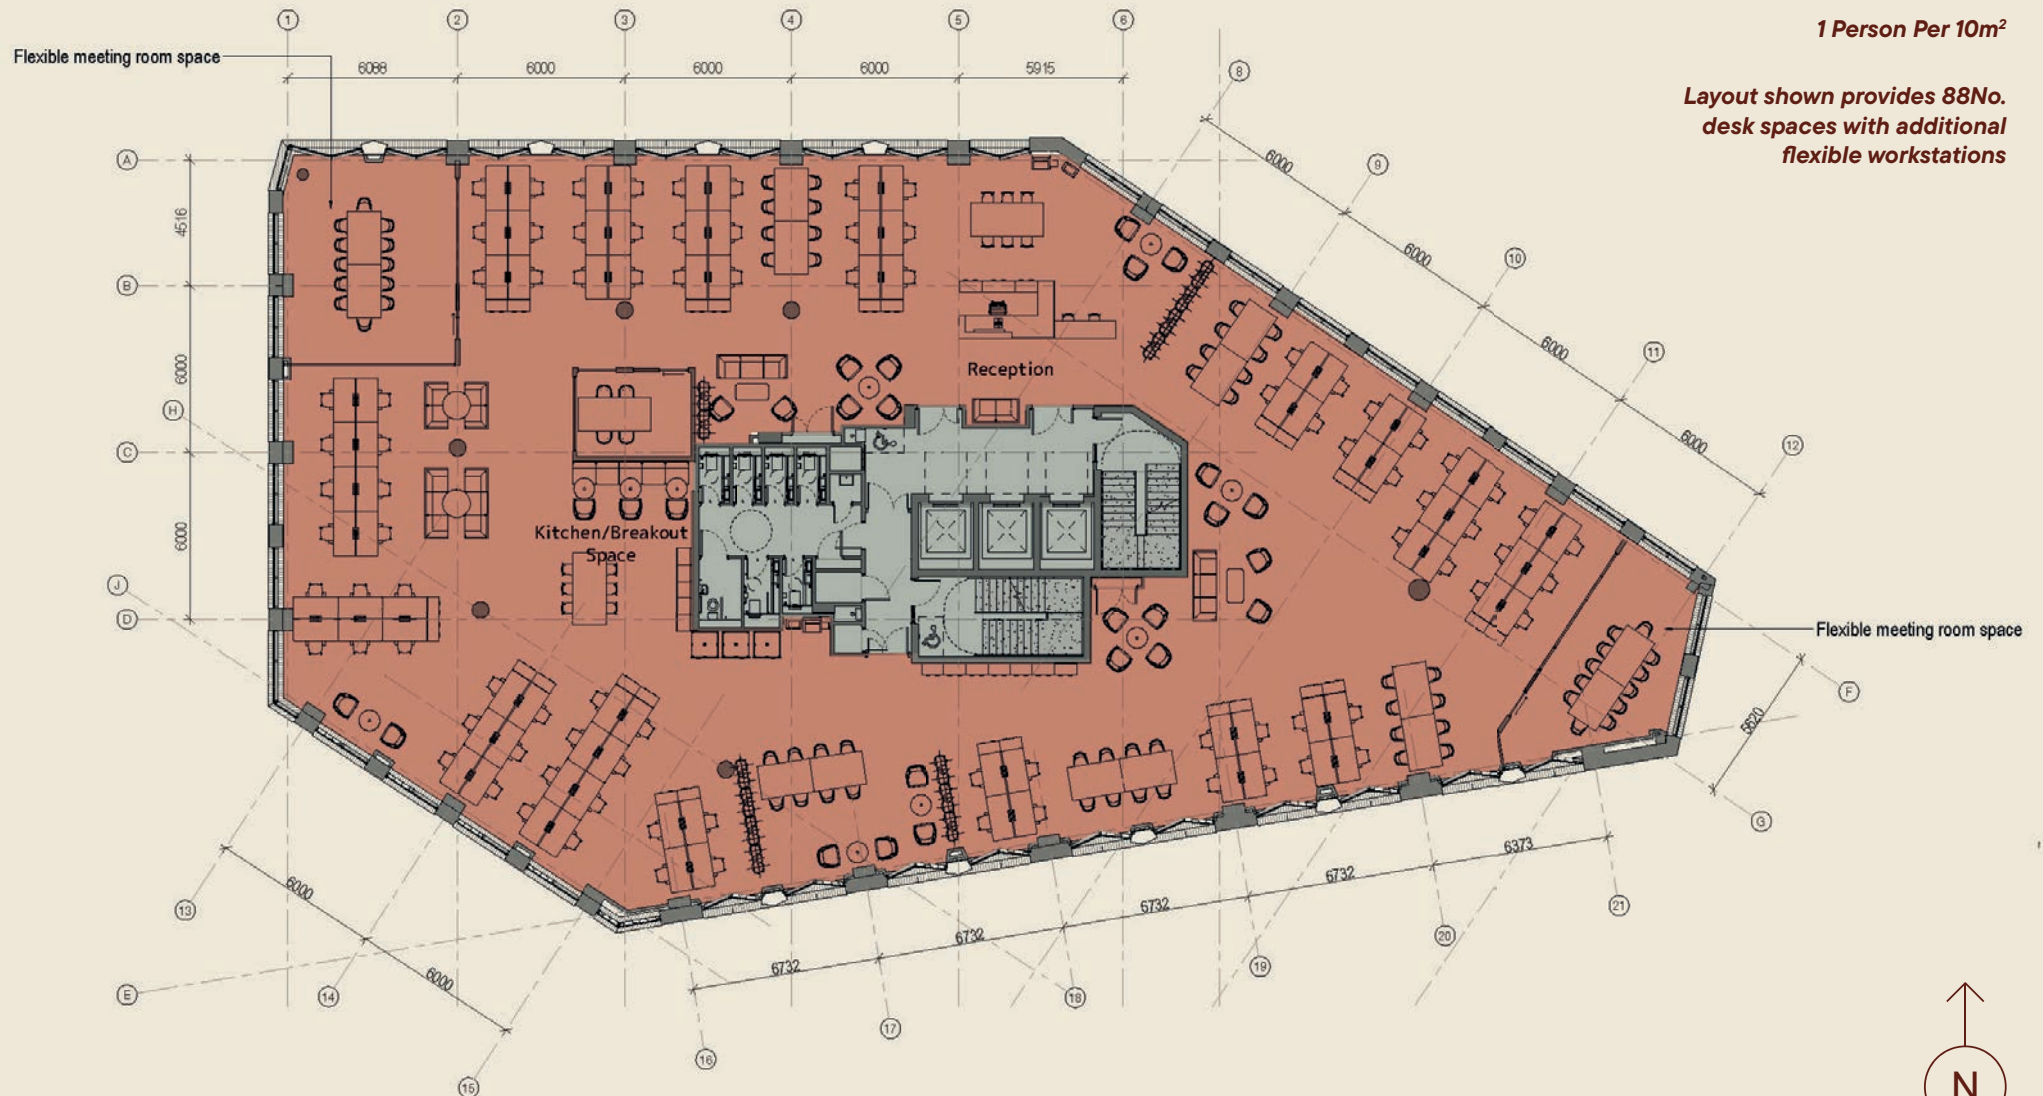 1 2 3 4 5 6
1 Person Per 10m²
Flexible meeting room space
6088 6000 6000 6000 5915
8
Layout shown provides 88No.
desk spaces with additional
flexible workstations
A
6000
9
4516
6000
10
B
6000
11
6000
Reception
6000
12
H
C
6000
Kitchen/Breakout
Space
J
D
Flexible meeting room space
F
5620
G
6373
6732
6000
13
21
6732
6732
20
6732
19
6000
E
14
18
17
16
15
N